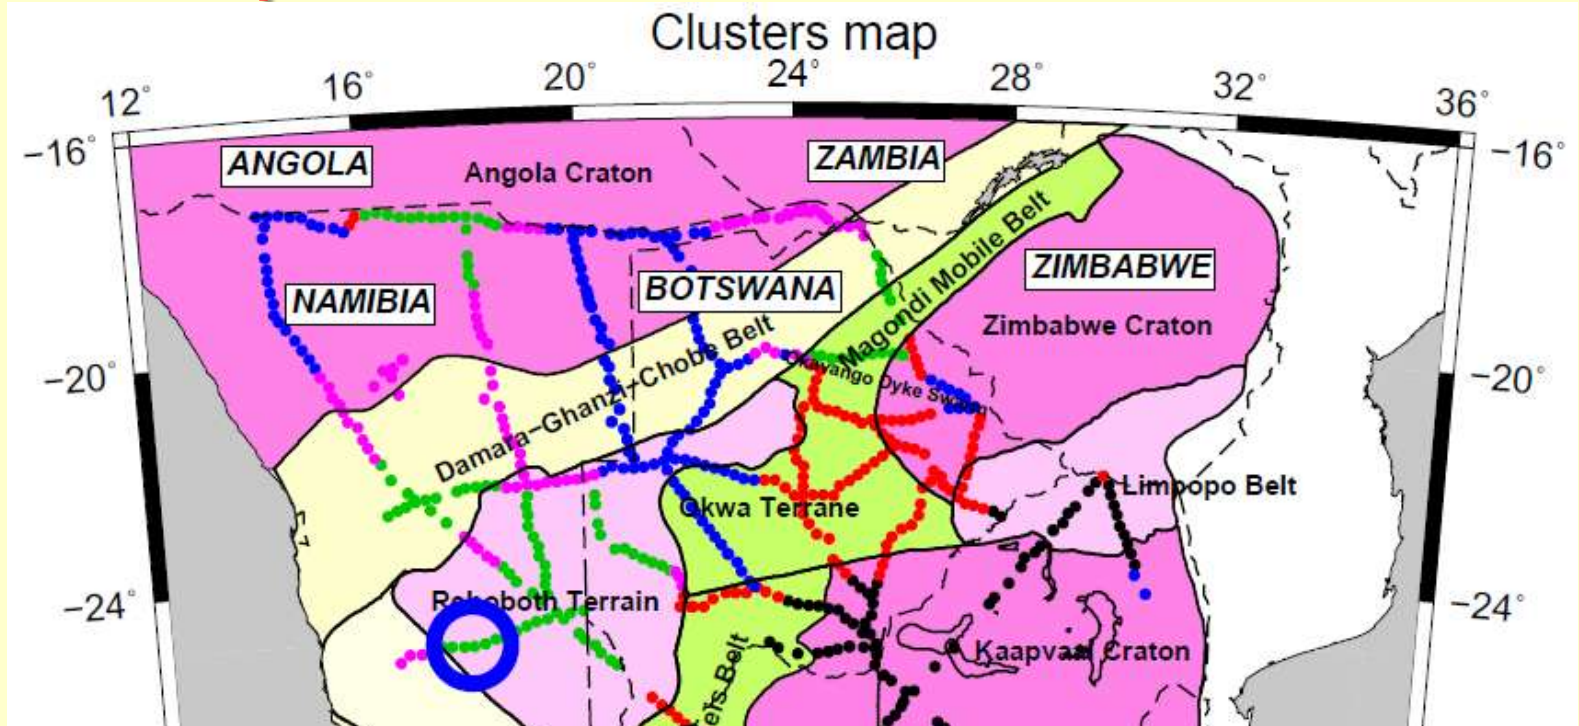 Clusters map
12° 16° 20° 24° 28° 32° 36°
−16° −16°
ANGOLA
Angola Craton
ZAMBIA
Magondi Mobile Belt
ZIMBABWE
NAMIBIA
BOTSWANA
Zimbabwe Craton
−20° −20°
Damara−Ghanzi−Chobe Belt
Okavango Dyke Swarm
Limpopo Belt
Okwa Terrane
−24° −24°
Rehoboth Terrain
Kaapvaal Craton
Belt